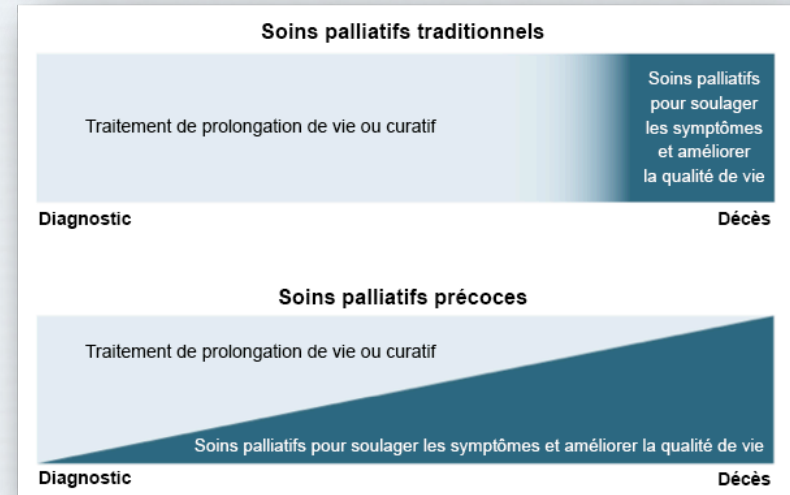 Soins palliatifs traditionnels
Traitement de prolongation de vie ou curatif
Soins palliatifs
pour soulager
les symptômes
et améliorer
la qualité de vie
Diagnostic
Décès
Soins palliatifs précoces
Traitement de prolongation de vie ou curatif
Soins palliatifs pour soulager les symptômes et améliorer la qualité de vie
Diagnostic
Décès